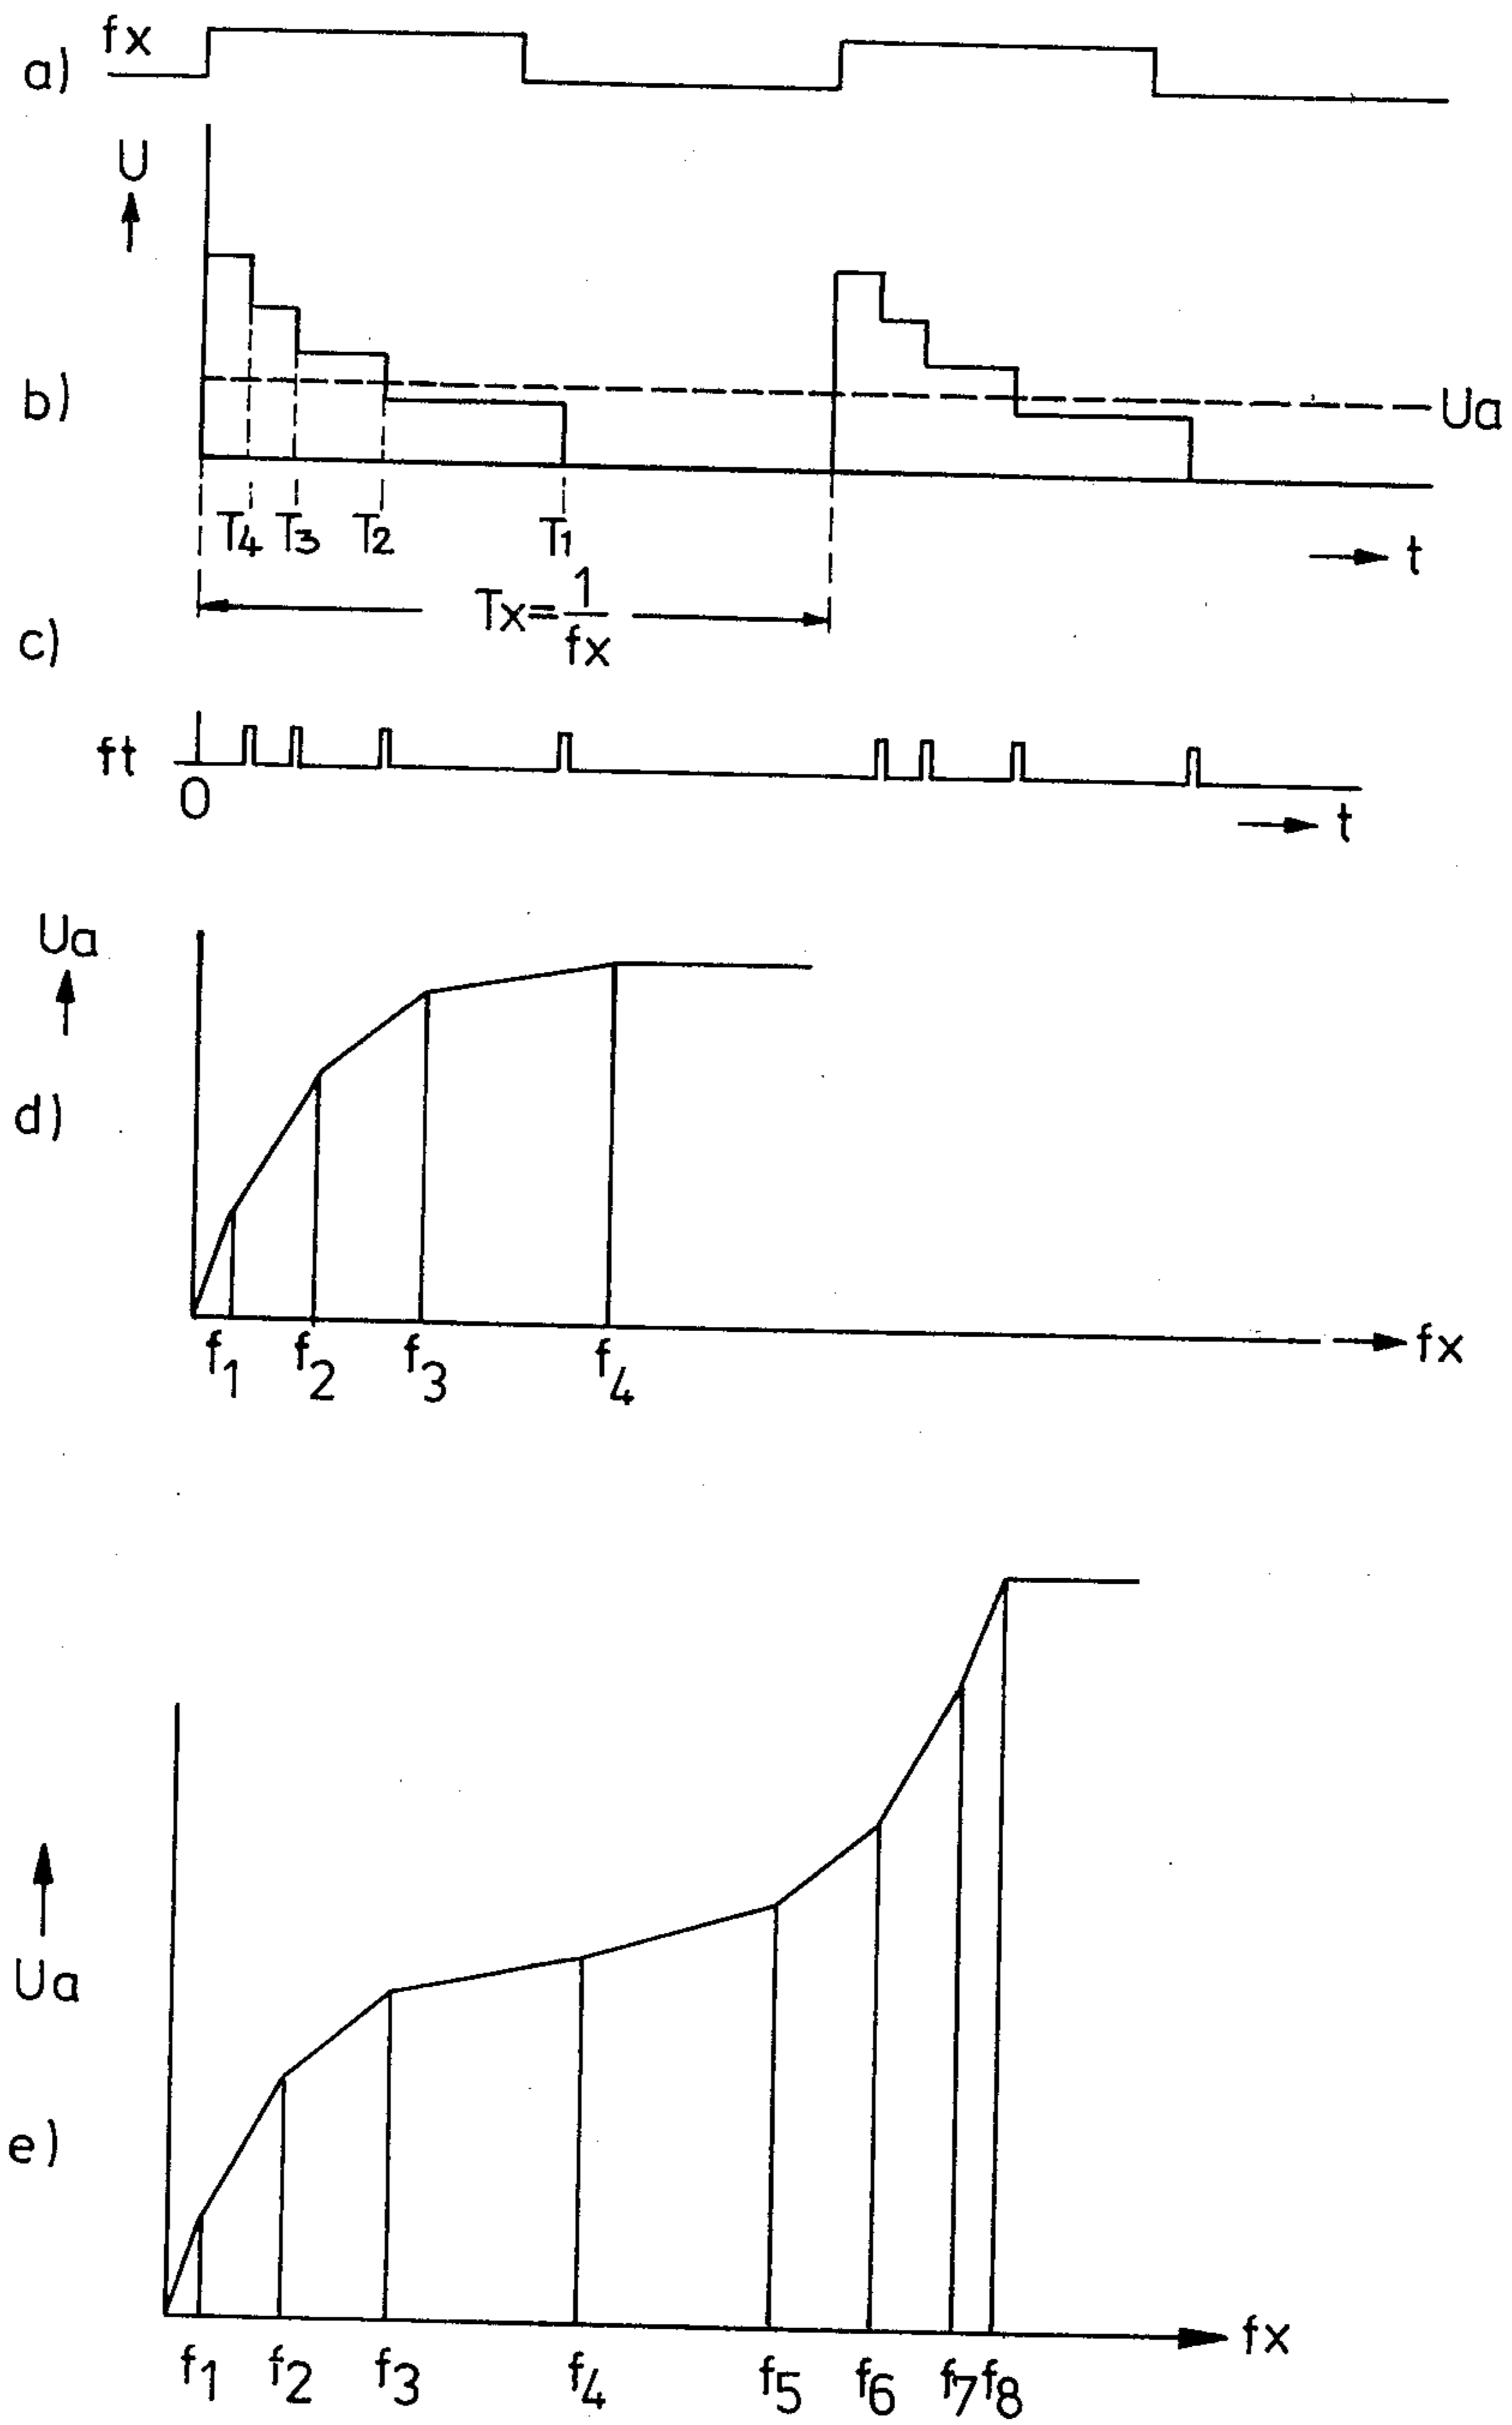 a) fx
U
b) Ua
T4 T3 T2 T1
t
Tx=1/fx
c)
ft
0
t
Ua
d)
f1 f2 f3 f4 fx
Ua
e)
f1 f2 f3 f4 f5 f6 f7 f8 fx